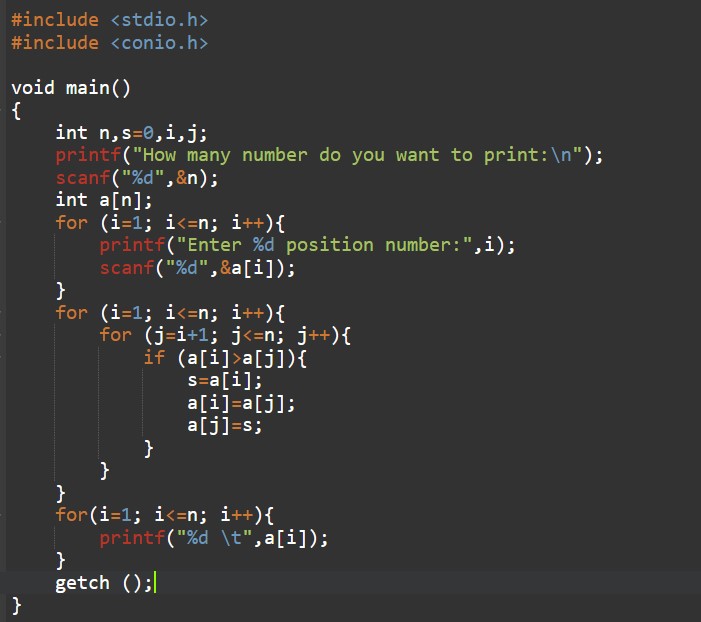 #include <stdio.h>
#include <conio.h>
void main()
{
int n,s=0,i,j;
printf("How many number do you want to print:\n");
scanf("%d",&n);
int a[n];
for (i=1; i<=n; i++){
printf("Enter %d position number:",i);
scanf("%d",&a[i]);
}
for (i=1; i<=n; i++){
for (j=i+1; j<=n; j++){
if (a[i]>a[j]){
s=a[i];
a[i]=a[j];
a[j]=s;
}
}
}
for(i=1; i<=n; i++){
printf("%d \t",a[i]);
}
getch ();
}